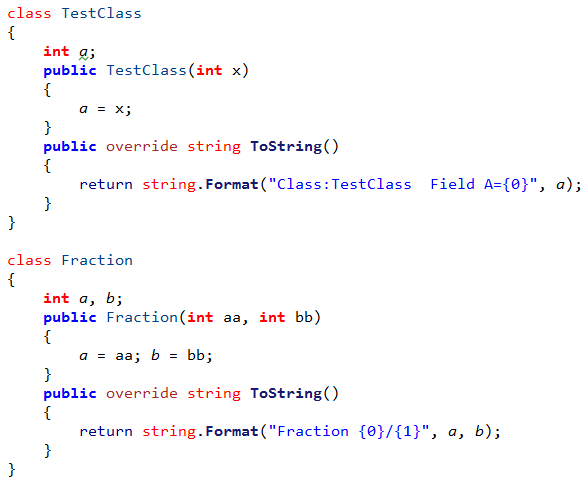 class TestClass
{
    int a;
    public TestClass(int x)
    {
        a = x;
    }
    public override string ToString()
    {
        return string.Format("Class:TestClass  Field A={0}", a);
    }
}

class Fraction
{
    int a, b;
    public Fraction(int aa, int bb)
    {
        a = aa; b = bb;
    }
    public override string ToString()
    {
        return string.Format("Fraction {0}/{1}", a, b);
    }
}